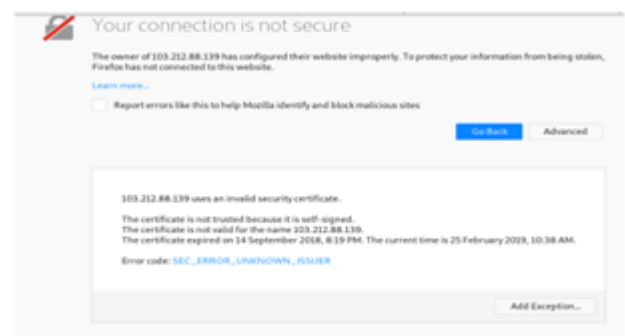 Your connection is not secure
The owner of 103.212.88.139 has configured their website improperly. To protect your information from being stolen,
Firefox has not connected to this website.
Learn more...
Report errors like this to help Mozilla identify and block malicious sites
Go Back
Advanced
103.212.88.139 uses an invalid security certificate.
The certificate is not trusted because it is self-signed.
The certificate is not valid for the name 103.212.88.139.
The certificate expired on 14 September 2018, 8:19 PM. The current time is 25 February 2019, 10:38 AM.
Error code: SEC_ERROR_UNKNOWN_ISSUER
Add Exception...